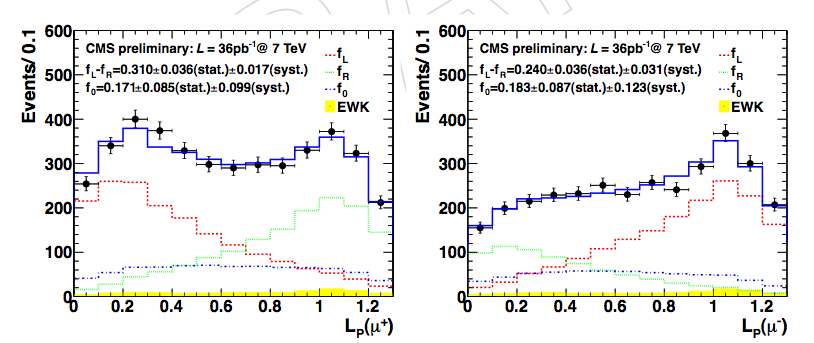 CMS preliminary: L = 36pb⁻¹@ 7 TeV
f_L-f_R=0.310±0.036(stat.)±0.017(syst.)
f_0=0.171±0.085(stat.)±0.099(syst.)
f_L
f_R
f_0
EWK
Events/ 0.1
600
500
400
300
200
100
0
0 0.2 0.4 0.6 0.8 1 1.2
L_P(μ⁺)
CMS preliminary: L = 36pb⁻¹@ 7 TeV
f_L-f_R=0.240±0.036(stat.)±0.031(syst.)
f_0=0.183±0.087(stat.)±0.123(syst.)
f_L
f_R
f_0
EWK
Events/ 0.1
600
500
400
300
200
100
0
0 0.2 0.4 0.6 0.8 1 1.2
L_P(μ⁻)